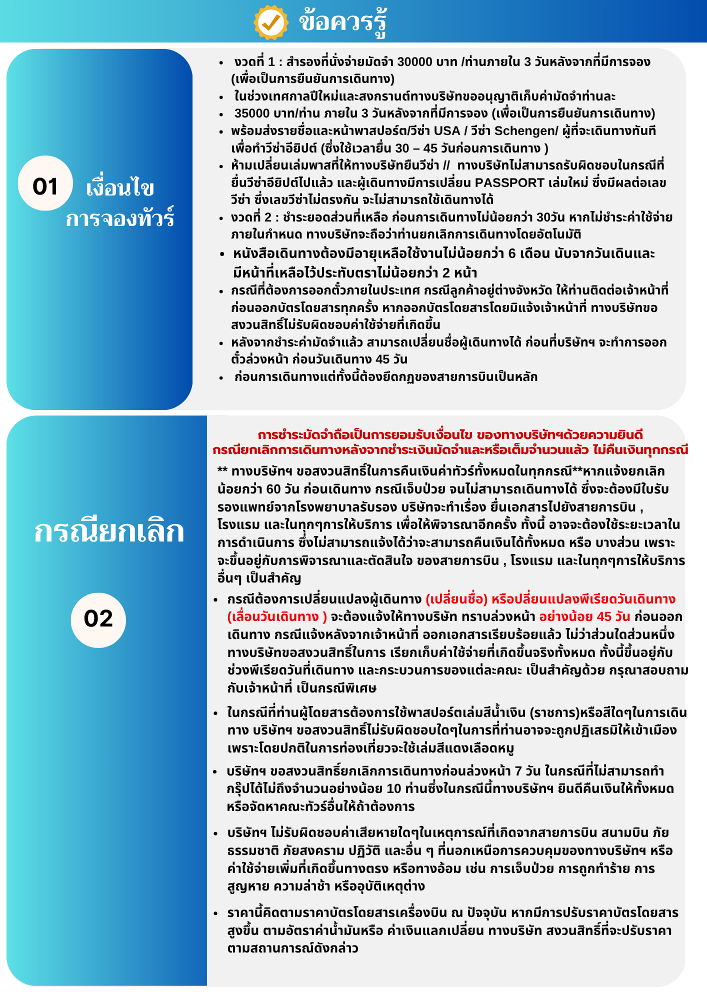 ข้อควรรู้
01
เงื่อนไข
การจองทัวร์
• งวดที่ 1 : สำรองที่นั่งจ่ายมัดจำ 30000 บาท /ท่านภายใน 3 วันหลังจากที่มีการจอง
(เพื่อเป็นการยืนยันการเดินทาง)
• ในช่วงเทศกาลปีใหม่และสงกรานต์ทางบริษัทขออนุญาติเก็บค่ามัดจำท่านละ
• 35000 บาท/ท่าน ภายใน 3 วันหลังจากที่มีการจอง (เพื่อเป็นการยืนยันการเดินทาง)
• พร้อมส่งรายชื่อและหน้าพาสปอร์ต/วีซ่า USA / วีซ่า Schengen/ ผู้ที่จะเดินทางทันที
เพื่อทำวีซ่าอียิปต์ (ซึ่งใช้เวลายื่น 30 – 45 วันก่อนการเดินทาง )
• ห้ามเปลี่ยนเล่มพาสที่ให้ทางบริษัทยืนวีซ่า // ทางบริษัทไม่สามารถรับผิดชอบในกรณีที่
ยื่นวีซ่าอียิปต์ไปแล้ว และผู้เดินทางมีการเปลี่ยน PASSPORT เล่มใหม่ ซึ่งมีผลต่อเลข
วีซ่า ซึ่งเลขวีซ่าไม่ตรงกัน จะไม่สามารถใช้เดินทางได้
• งวดที่ 2 : ชำระยอดส่วนที่เหลือ ก่อนการเดินทางไม่น้อยกว่า 30วัน หากไม่ชำระค่าใช้จ่าย
ภายในกำหนด ทางบริษัทจะถือว่าท่านยกเลิกการเดินทางโดยอัตโนมัติ
• หนังสือเดินทางต้องมีอายุเหลือใช้งานไม่น้อยกว่า 6 เดือน นับจากวันเดินและ
มีหน้าที่เหลือไว้ประทับตราไม่น้อยกว่า 2 หน้า
• กรณีที่ต้องการออกตั๋วภายในประเทศ กรณีลูกค้าอยู่ต่างจังหวัด ให้ท่านติดต่อเจ้าหน้าที่
ก่อนออกบัตรโดยสารทุกครั้ง หากออกบัตรโดยสารโดยมิแจ้งเจ้าหน้าที่ ทางบริษัทขอ
สงวนสิทธิ์ไม่รับผิดชอบค่าใช้จ่ายที่เกิดขึ้น
• หลังจากชำระค่ามัดจำแล้ว สามารถเปลี่ยนชื่อผู้เดินทางได้ ก่อนที่บริษัทฯ จะทำการออก
ตั๋วล่วงหน้า ก่อนวันเดินทาง 45 วัน
• ก่อนการเดินทางแต่ทั้งนี้ต้องยึดกฏของสายการบินเป็นหลัก
กรณียกเลิก
02
การชำระมัดจำถือเป็นการยอมรับเงื่อนไข ของทางบริษัทฯด้วยความยินดี
กรณียกเลิกการเดินทางหลังจากชำระเงินมัดจำและหรือเต็มจำนวนแล้ว ไม่คืนเงินทุกกรณี
** ทางบริษัทฯ ขอสงวนสิทธิ์ในการคืนเงินค่าทัวร์ทั้งหมดในทุกกรณี**หากแจ้งยกเลิก
น้อยกว่า 60 วัน ก่อนเดินทาง กรณีเจ็บป่วย จนไม่สามารถเดินทางได้ ซึ่งจะต้องมีใบรับ
รองแพทย์จากโรงพยาบาลรับรอง บริษัทจะทำเรื่อง ยื่นเอกสารไปยังสายการบิน ,
โรงแรม และในทุกๆการให้บริการ เพื่อให้พิจารณาอีกครั้ง ทั้งนี้ อาจจะต้องใช้ระยะเวลาใน
การดำเนินการ ซึ่งไม่สามารถแจ้งได้ว่าจะสามารถคืนเงินได้ทั้งหมด หรือ บางส่วน เพราะ
จะขึ้นอยู่กับการพิจารณาและตัดสินใจ ของสายการบิน , โรงแรม และในทุกๆการให้บริการ
อื่นๆ เป็นสำคัญ
• กรณีต้องการเปลี่ยนแปลงผู้เดินทาง (เปลี่ยนชื่อ) หรือปลี่ยนแปลงพีเรียดวันเดินทาง
(เลื่อนวันเดินทาง ) จะต้องแจ้งให้ทางบริษัท ทราบล่วงหน้า อย่างน้อย 45 วัน ก่อนออก
เดินทาง กรณีแจ้งหลังจากเจ้าหน้าที่ ออกเอกสารเรียบร้อยแล้ว ไม่ว่าส่วนใดส่วนหนึ่ง
ทางบริษัทขอสงวนสิทธิ์ในการ เรียกเก็บค่าใช้จ่ายที่เกิดขึ้นจริงทั้งหมด ทั้งนี้ขึ้นอยู่กับ
ช่วงพีเรียดวันที่เดินทาง และกระบวนการของแต่ละคณะ เป็นสำคัญด้วย กรุณาสอบถาม
กับเจ้าหน้าที่ เป็นกรณีพิเศษ
• ในกรณีที่ท่านผู้โดยสารต้องการใช้พาสปอร์ตเล่มสีน้ำเงิน (ราชการ)หรือสีใดๆในการเดิน
ทาง บริษัทฯ ขอสงวนสิทธิ์ไม่รับผิดชอบใดๆในการที่ท่านอาจจะถูกปฏิเสธมิให้เข้าเมือง
เพราะโดยปกติในการท่องเที่ยวจะใช้เล่มสีแดงเลือดหมู
• บริษัทฯ ขอสงวนสิทธิ์ยกเลิกการเดินทางก่อนล่วงหน้า 7 วัน ในกรณีที่ไม่สามารถทำ
กรุ๊ปได้ไม่ถึงจำนวนอย่างน้อย 10 ท่านซึ่งในกรณีนี้ทางบริษัทฯ ยินดีคืนเงินให้ทั้งหมด
หรือจัดหาคณะทัวร์อื่นให้ถ้าต้องการ
• บริษัทฯ ไม่รับผิดชอบค่าเสียหายใดๆในเหตุการณ์ที่เกิดจากสายการบิน สนามบิน ภัย
ธรรมชาติ ภัยสงคราม ปฏิวัติ และอื่น ๆ ที่นอกเหนือการควบคุมของทางบริษัทฯ หรือ
ค่าใช้จ่ายเพิ่มที่เกิดขึ้นทางตรง หรือทางอ้อม เช่น การเจ็บป่วย การถูกทำร้าย การ
สูญหาย ความล่าช้า หรืออุบัติเหตุต่าง
• ราคานี้คิดตามราคาบัตรโดยสารเครื่องบิน ณ ปัจจุบัน หากมีการปรับราคาบัตรโดยสาร
สูงขึ้น ตามอัตราค่าน้ำมันหรือ ค่าเงินแลกเปลี่ยน ทางบริษัท สงวนสิทธิ์ที่จะปรับราคา
ตามสถานการณ์ดังกล่าว